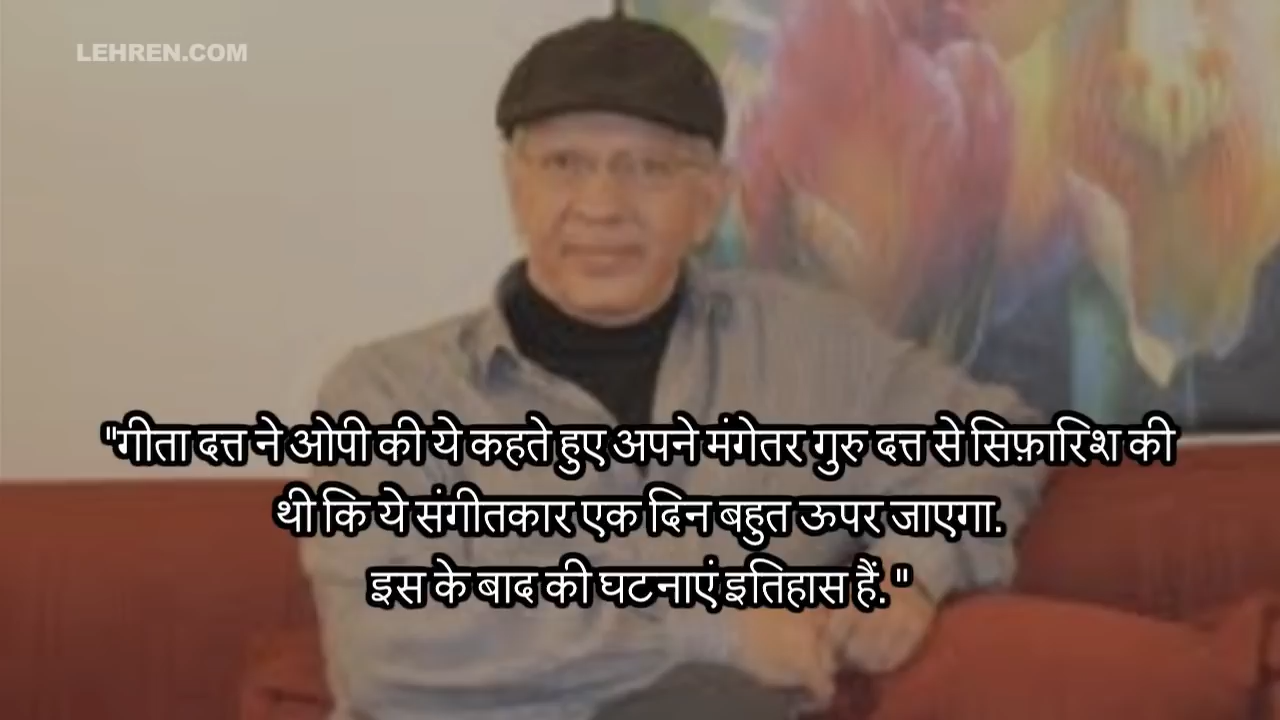 LEHREN.COM
"गीता दत्त ने ओपी की ये कहते हुए अपने मंगेतर गुरु दत्त से सिफ़ारिश की
थी कि ये संगीतकार एक दिन बहुत ऊपर जाएगा.
इस के बाद की घटनाएं इतिहास हैं. "